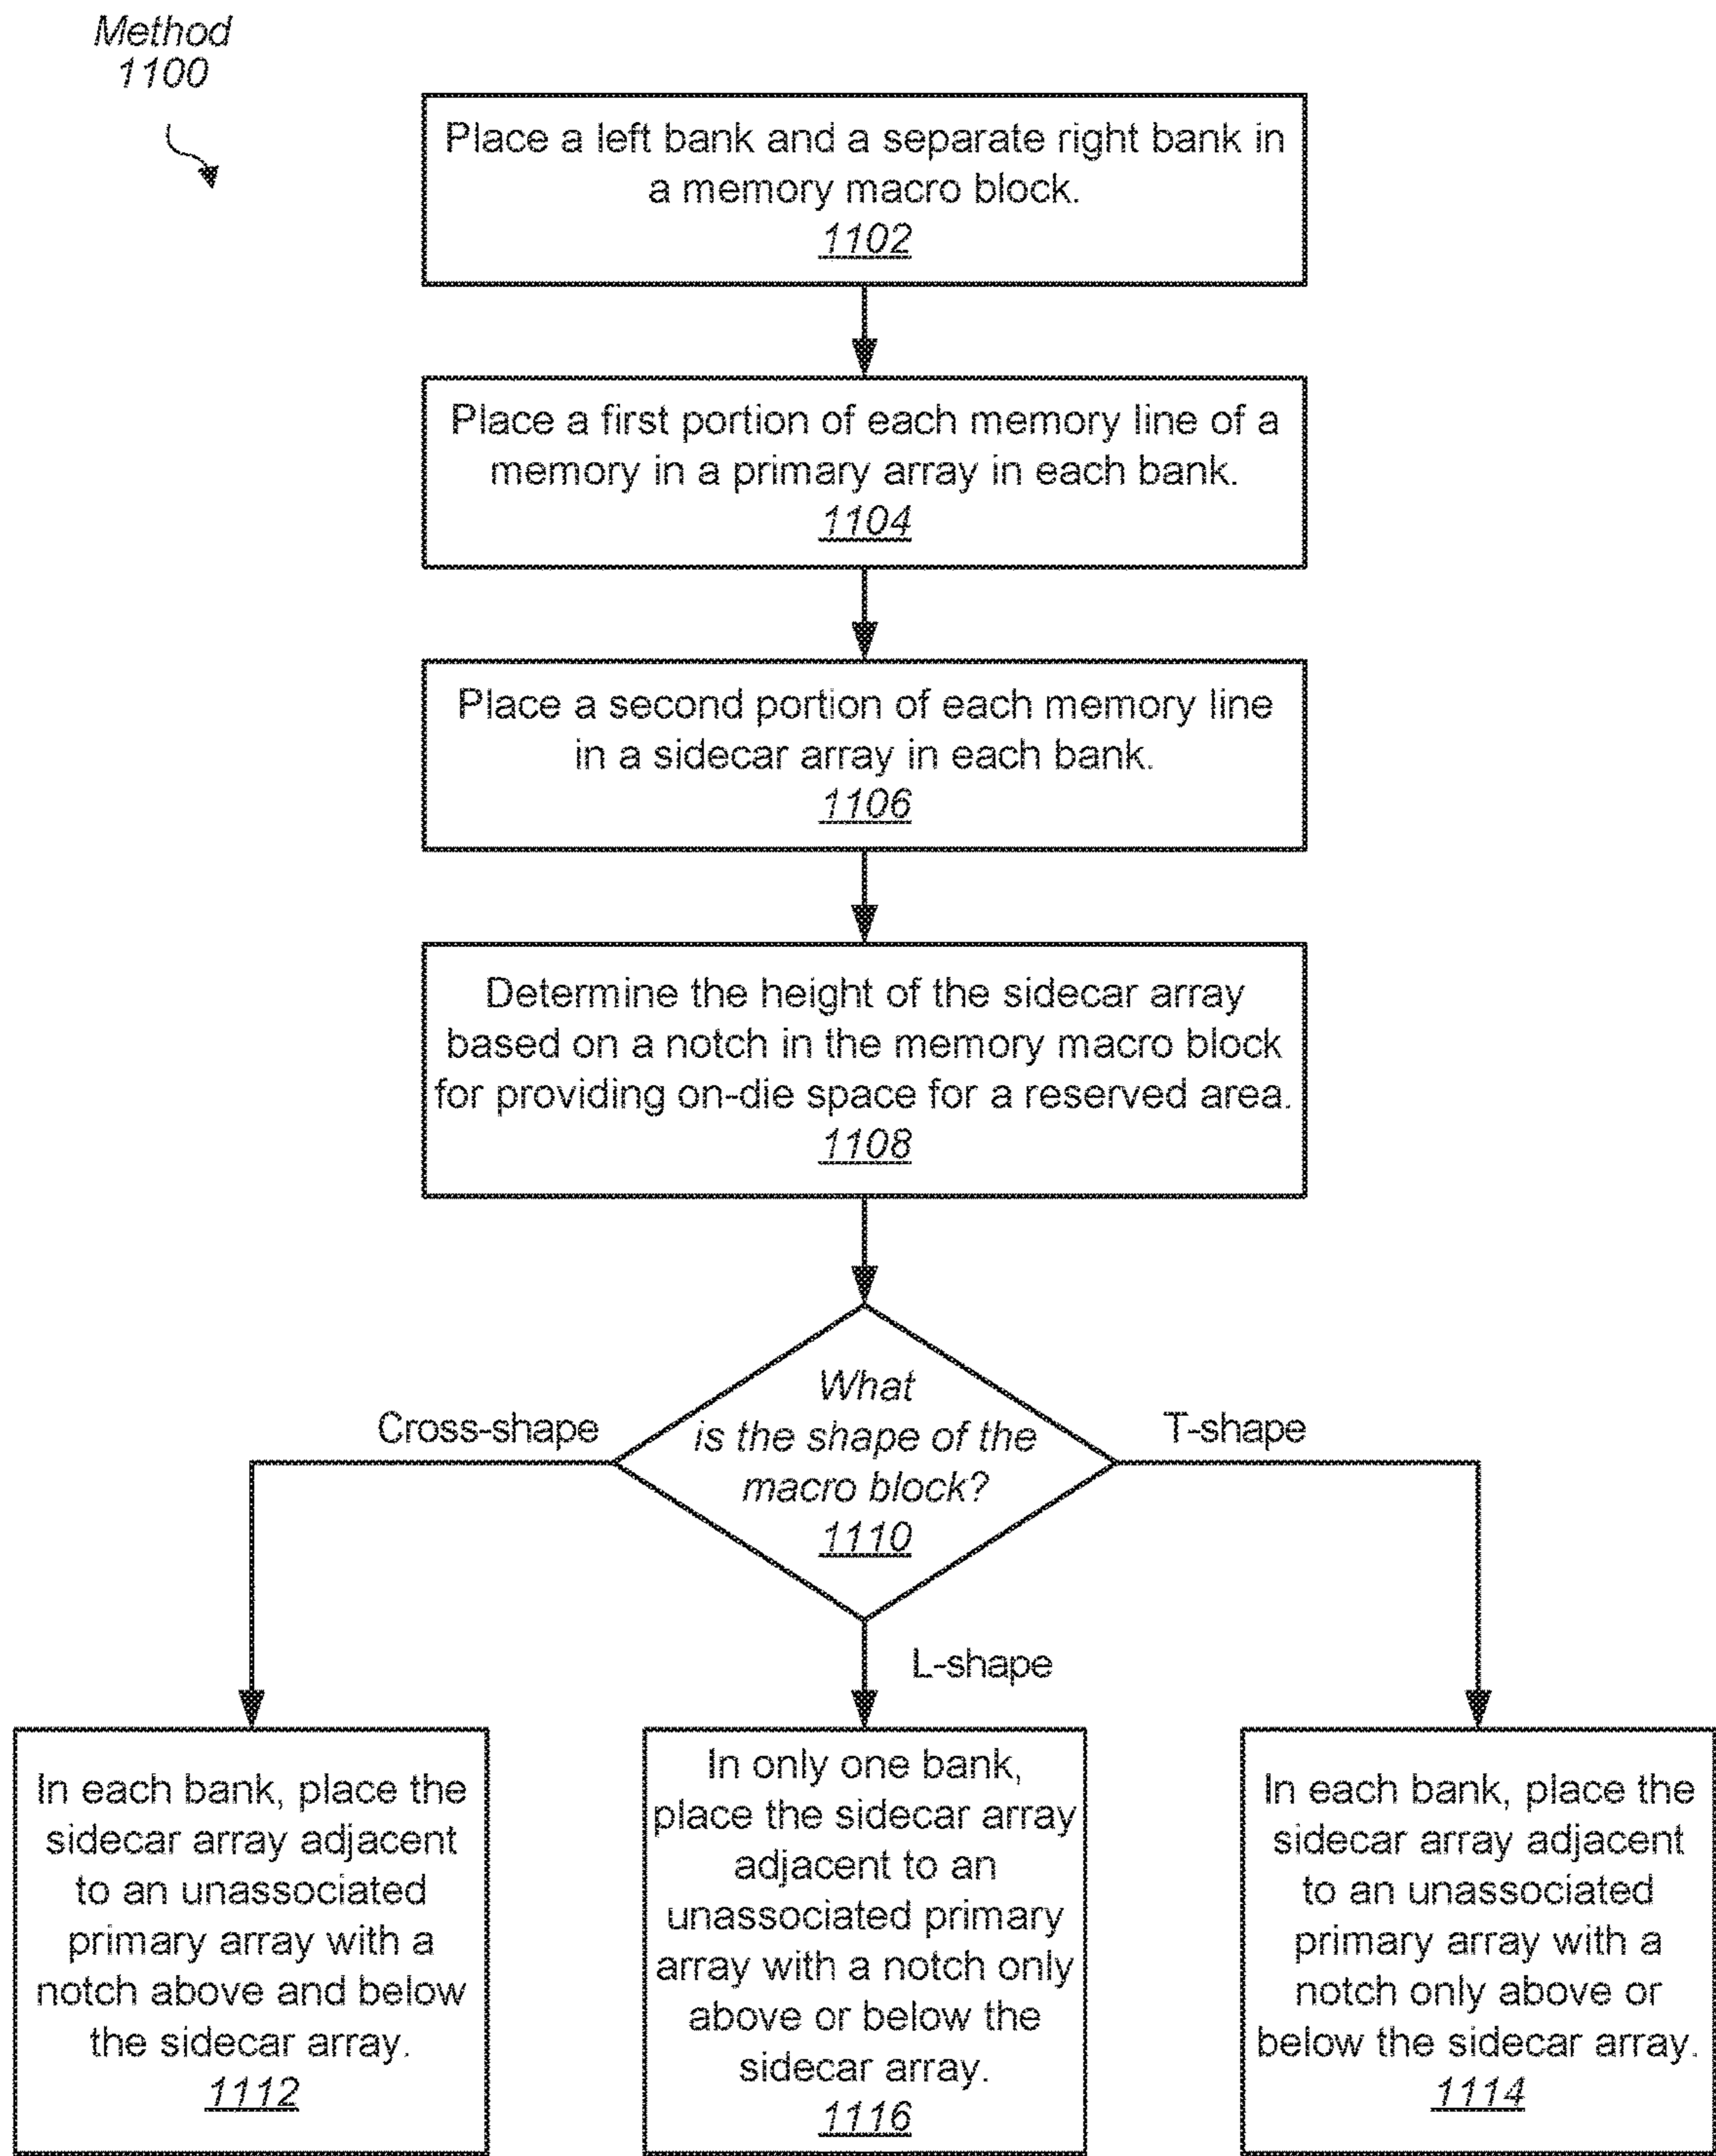 Method
1100
Place a left bank and a separate right bank in
a memory macro block.
1102
Place a first portion of each memory line of a
memory in a primary array in each bank.
1104
Place a second portion of each memory line
in a sidecar array in each bank.
1106
Determine the height of the sidecar array
based on a notch in the memory macro block
for providing on-die space for a reserved area.
1108
What
is the shape of the
macro block?
1110
Cross-shape
T-shape
L-shape
In each bank, place the
sidecar array adjacent
to an unassociated
primary array with a
notch above and below
the sidecar array.
1112
In only one bank,
place the sidecar array
adjacent to an
unassociated primary
array with a notch only
above or below the
sidecar array.
1116
In each bank, place the
sidecar array adjacent
to an unassociated
primary array with a
notch only above or
below the sidecar array.
1114